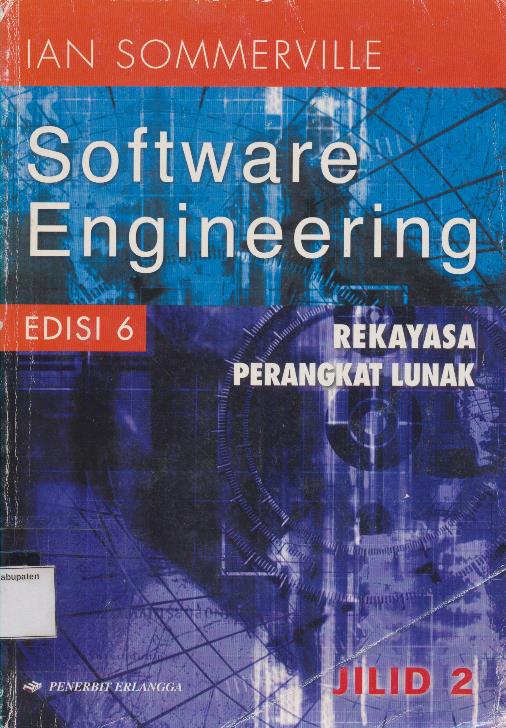 IAN SOMMERVILLE
Software
Engineering
EDISI 6
REKAYASA
PERANGKAT LUNAK
abupaten
PENERBIT ERLANGGA
JILID 2